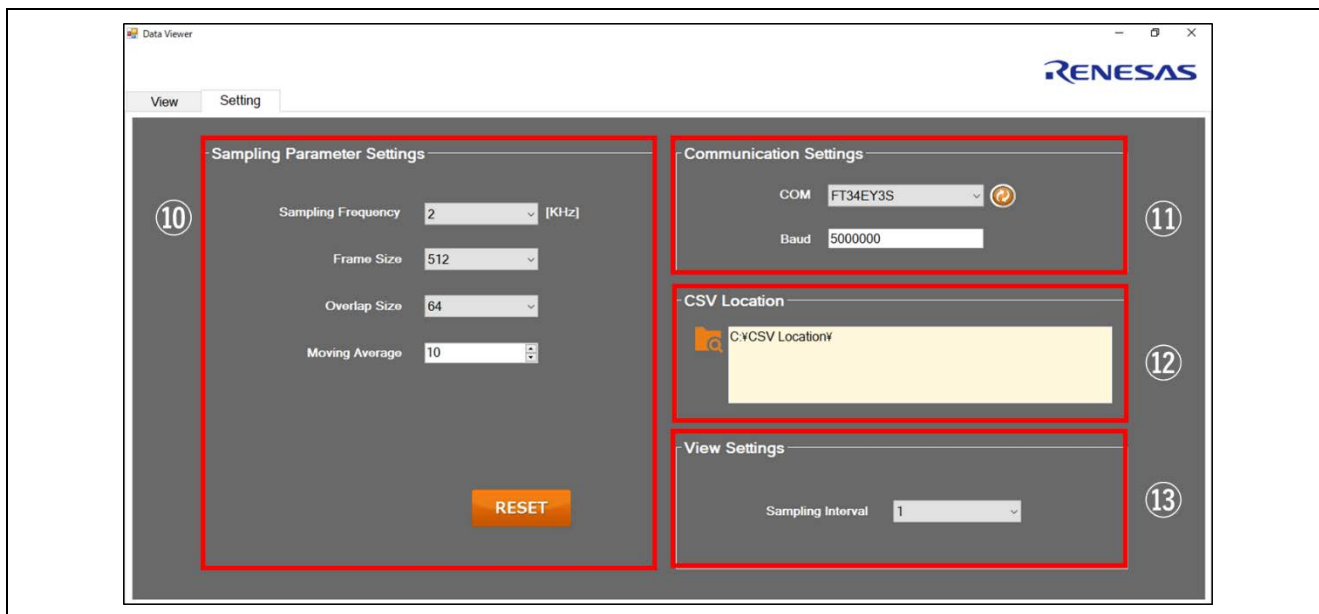 Data Viewer
RENESAS
View Setting
⑩
Sampling Parameter Settings
Sampling Frequency 2 [KHz]
Frame Size 512
Overlap Size 64
Moving Average 10
RESET
Communication Settings
COM FT34EY3S
Baud 5000000
⑪
CSV Location
C:¥CSV Location¥
⑫
View Settings
Sampling Interval 1
⑬